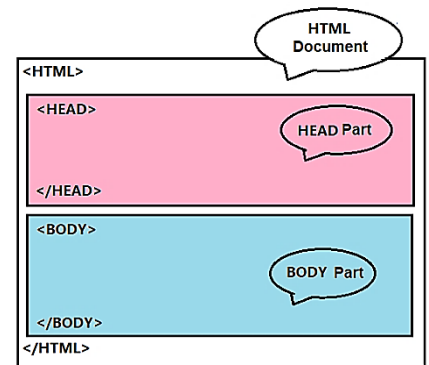 HTML
Document
<HTML>
<HEAD>
HEAD Part
</HEAD>
<BODY>
BODY Part
</BODY>
</HTML>